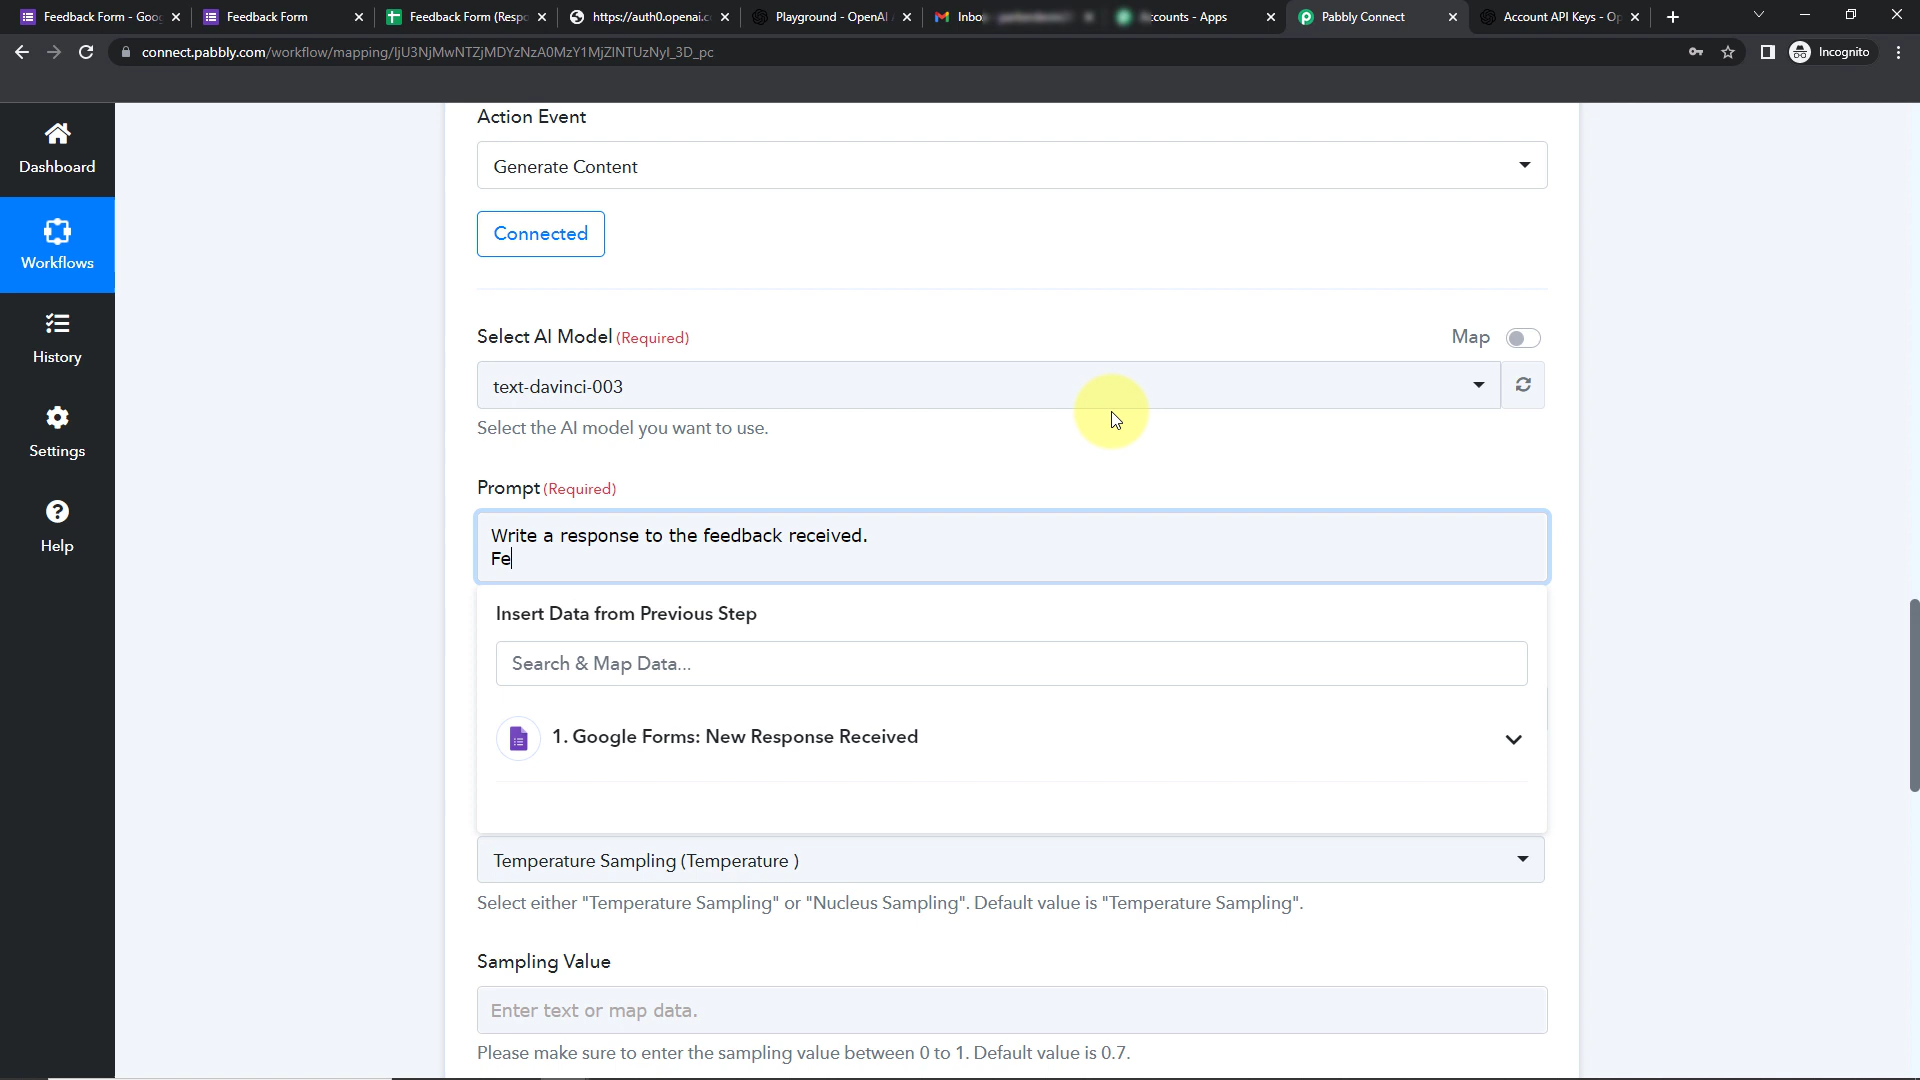 Feedback Form - Goo
Feedback Form
Feedback Form (Resp
https://auth0.openai.c
Playground - OpenAI
Inbo
counts - Apps
Pabbly Connect
Account API Keys - Op
connect.pabbly.com/workflow/mapping/IjU3NjMwNTZjMDYzNzA0MzY1MjZlNTUzNyI_3D_pc
Incognito
Dashboard
Workflows
History
Settings
Help
Action Event
Generate Content
Connected
Select AI Model (Required)
Map
text-davinci-003
Select the AI model you want to use.
Prompt (Required)
Write a response to the feedback received.
Fe
Insert Data from Previous Step
Search & Map Data...
1. Google Forms: New Response Received
Temperature Sampling (Temperature )
Select either "Temperature Sampling" or "Nucleus Sampling". Default value is "Temperature Sampling".
Sampling Value
Enter text or map data.
Please make sure to enter the sampling value between 0 to 1. Default value is 0.7.